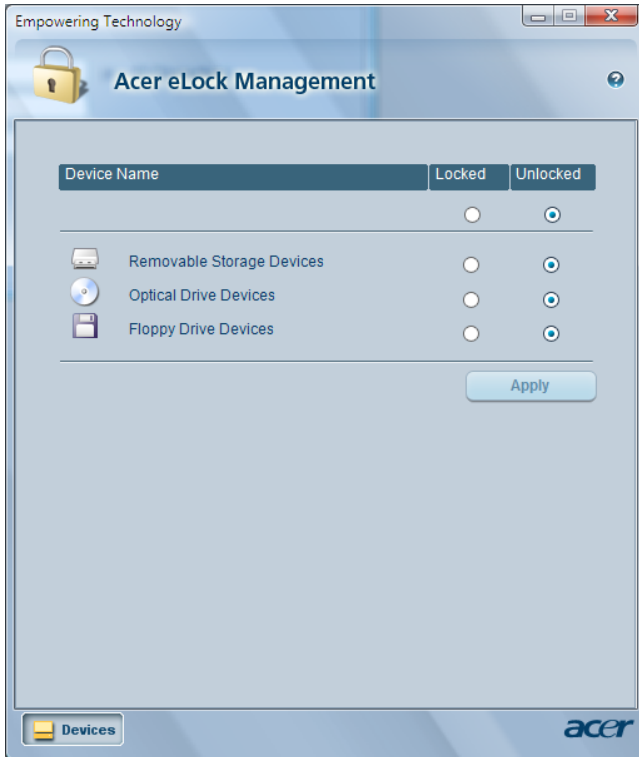 Empowering Technology
Acer eLock Management
Device Name Locked Unlocked
Removable Storage Devices
Optical Drive Devices
Floppy Drive Devices
Apply
Devices
acer